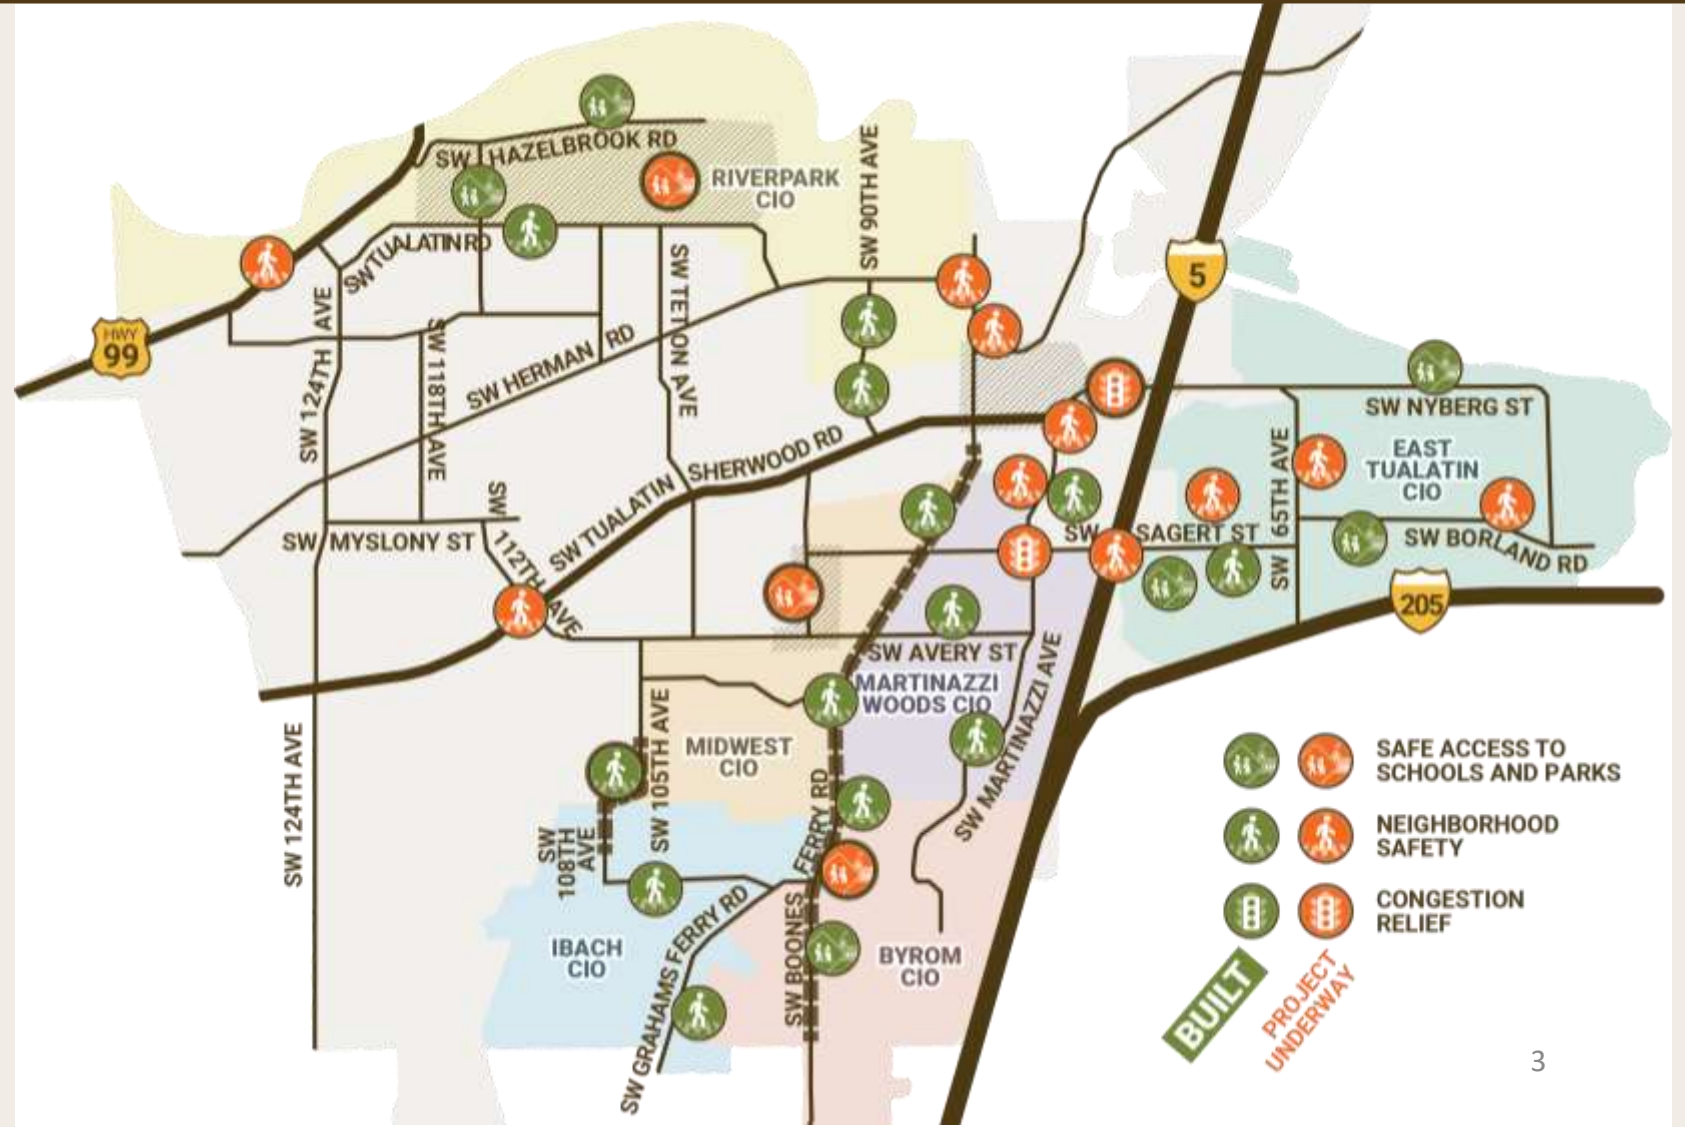 SW HAZELBROOK RD
RIVERPARK
CIO
SW 90TH AVE
SW TUALATIN RD
SW TETON AVE
5
HWY
99
SW 124TH AVE
SW 118TH AVE
SW HERMAN RD
SW NYBERG ST
EAST
TUALATIN
CIO
SW 65TH AVE
SW TUALATIN SHERWOOD RD
SW MYSLONY ST
SW 112TH AVE
SW SAGERT ST
SW BORLAND RD
205
SW AVERY ST
MARTINAZZI
WOODS CIO
SW MARTINAZZI AVE
MIDWEST
CIO
SW 105TH AVE
SW 124TH AVE
SW
108TH
AVE
SW BOONES FERRY RD
SW GRAHAMS FERRY RD
IBACH
CIO
BYROM
CIO
SAFE ACCESS TO
SCHOOLS AND PARKS
NEIGHBORHOOD
SAFETY
CONGESTION
RELIEF
BUILT
PROJECT
UNDERWAY
3